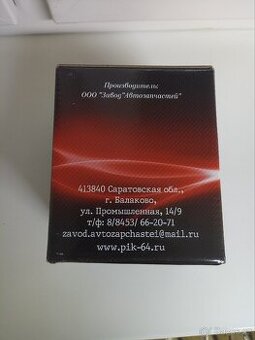 Производитель:
ООО "Завод"Автозапчастей"
413840 Саратовская обл.,
г. Балаково,
ул. Промышленная, 14/9
т/ф: 8/8453/ 66-20-71
zavod.avtozapchastei@mail.ru
www.pik-64.ru